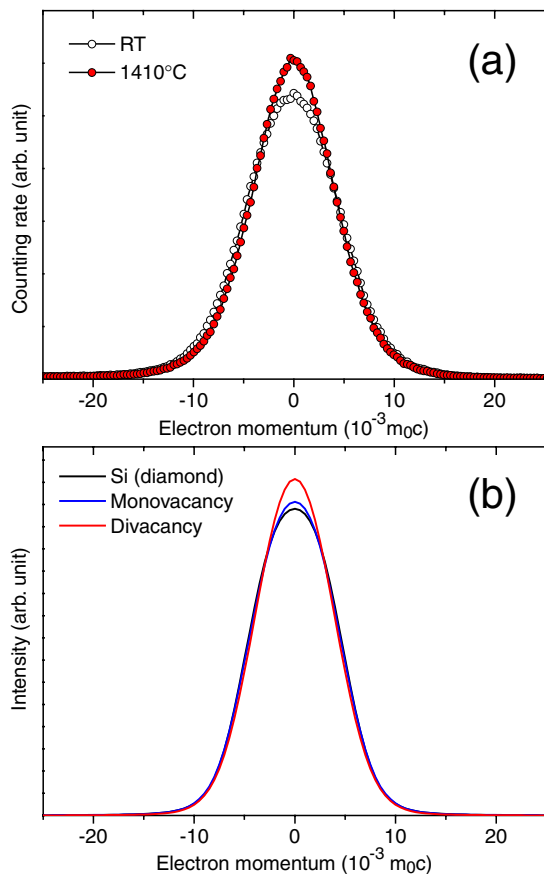 (a)
RT
1410°C
Counting rate (arb. unit)
-20 -10 0 10 20
Electron momentum (10⁻³m₀c)
(b)
Si (diamond)
Monovacancy
Divacancy
Intensity (arb. unit)
-20 -10 0 10 20
Electron momentum (10⁻³ m₀c)